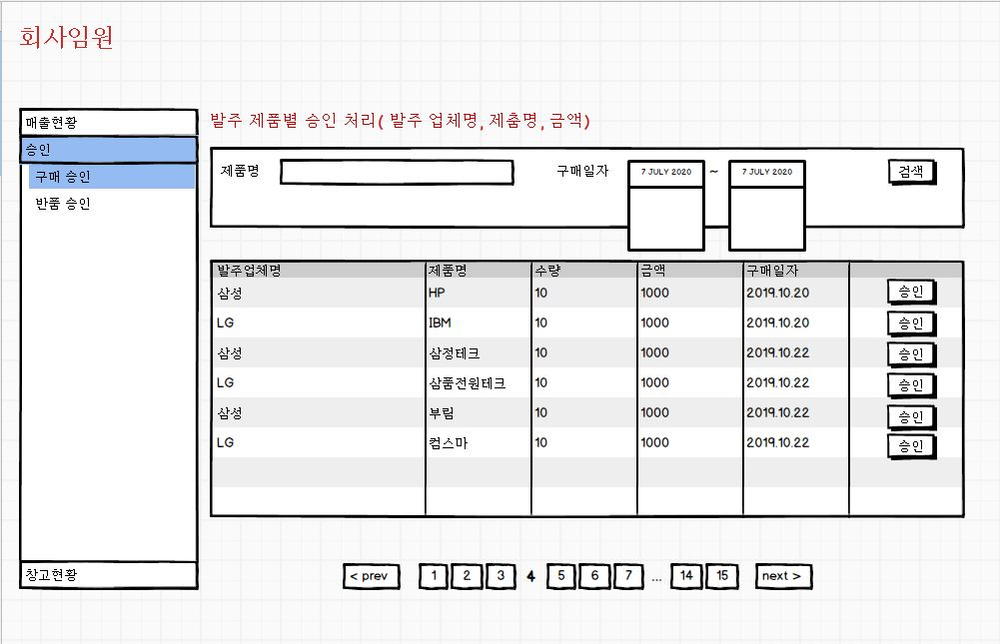 회사임원
매출현황
승인
구매 승인
반품 승인
창고현황
발주 제품별 승인 처리( 발주 업체명, 제춤명, 금액)
제품명 구매일자 7 JULY 2020 ~ 7 JULY 2020 검색
발주업체명 제품명 수량 금액 구매일자
삼성 HP 10 1000 2019.10.20 승인
LG IBM 10 1000 2019.10.20 승인
삼성 삼정테크 10 1000 2019.10.22 승인
LG 삼품전원테크 10 1000 2019.10.22 승인
삼성 부림 10 1000 2019.10.22 승인
LG 컴스마 10 1000 2019.10.22 승인
< prev 1 2 3 4 5 6 7 ... 14 15 next >